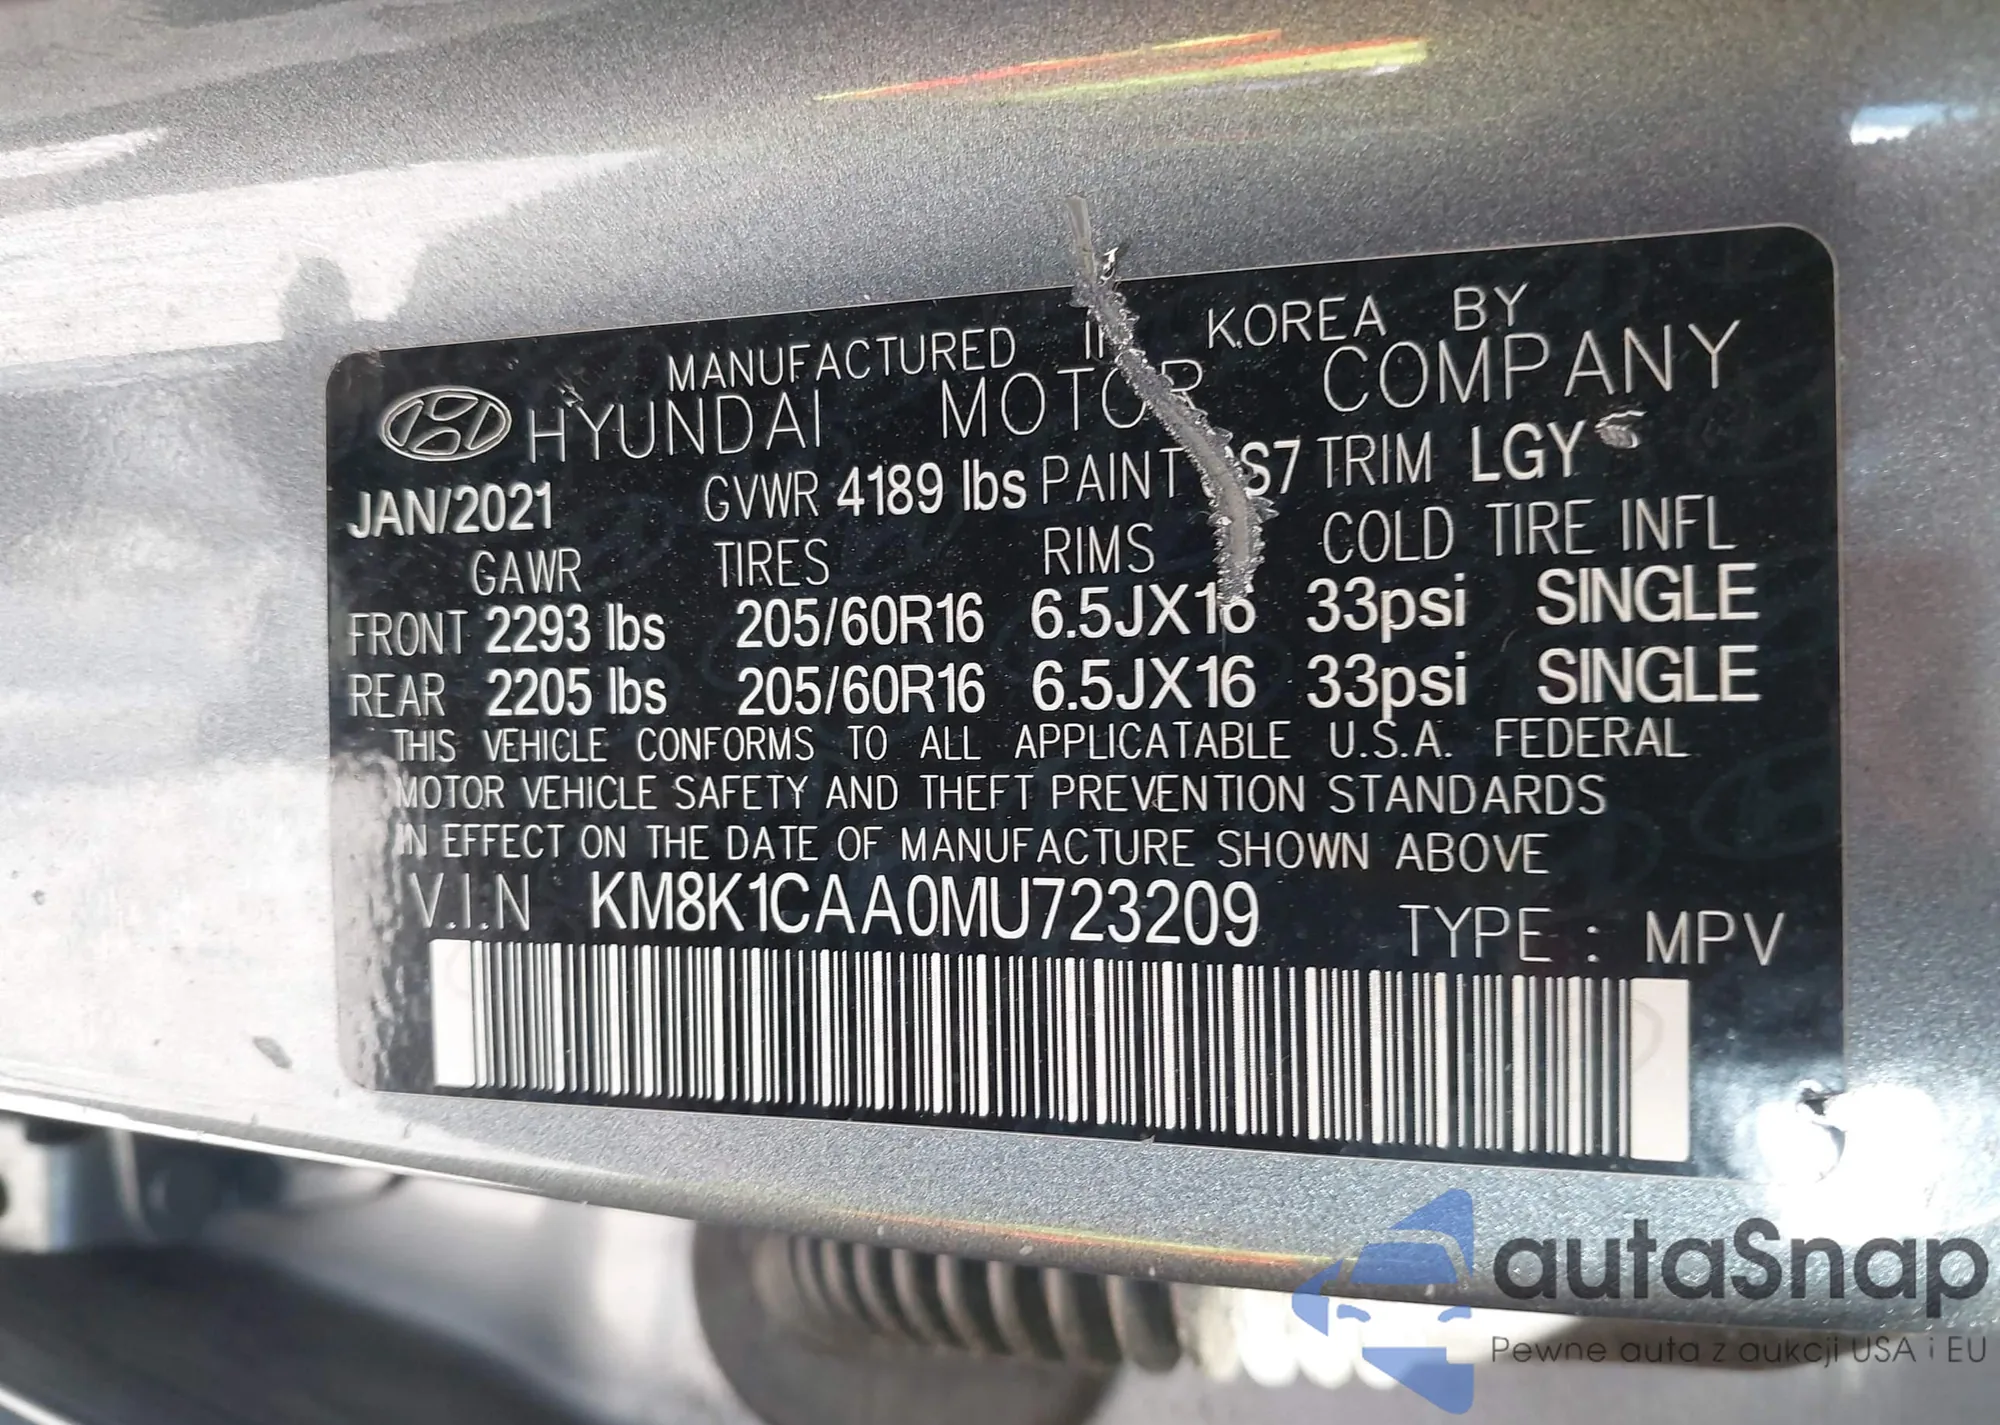 MANUFACTURED IN KOREA BY
HYUNDAI MOTOR COMPANY
JAN/2021 GVWR 4189 lbs PAINT TRIM LGY
GAWR TIRES RIMS COLD TIRE INFL
FRONT 2293 lbs 205/60R16 6.5JX16 33psi SINGLE
REAR 2205 lbs 205/60R16 6.5JX16 33psi SINGLE
THIS VEHICLE CONFORMS TO ALL APPLICATABLE U.S.A. FEDERAL
MOTOR VEHICLE SAFETY AND THEFT PREVENTION STANDARDS
IN EFFECT ON THE DATE OF MANUFACTURE SHOWN ABOVE
V.I.N KM8K1CAA0MU723209 TYPE : MPV
autaSnap
Pewne auta z aukcji USA i EU